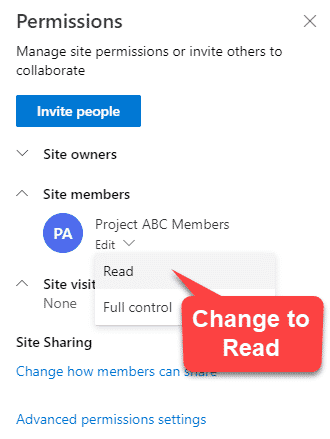 Permissions
Manage site permissions or invite others to
collaborate
Invite people
Site owners
Site members
PA
Project ABC Members
Edit
Read
Site visit
None
Full control
Change to
Read
Site Sharing
Change how members can share
Advanced permissions settings